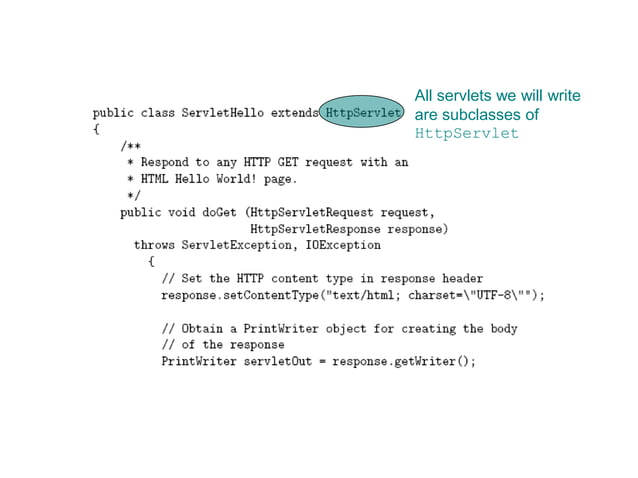 All servlets we will write
are subclasses of
HttpServlet
public class ServletHello extends HttpServlet
{
/**
* Respond to any HTTP GET request with an
* HTML Hello World! page.
*/
public void doGet (HttpServletRequest request,
HttpServletResponse response)
throws ServletException, IOException
{
// Set the HTTP content type in response header
response.setContentType("text/html; charset=\"UTF-8\"");
// Obtain a PrintWriter object for creating the body
// of the response
PrintWriter servletOut = response.getWriter();